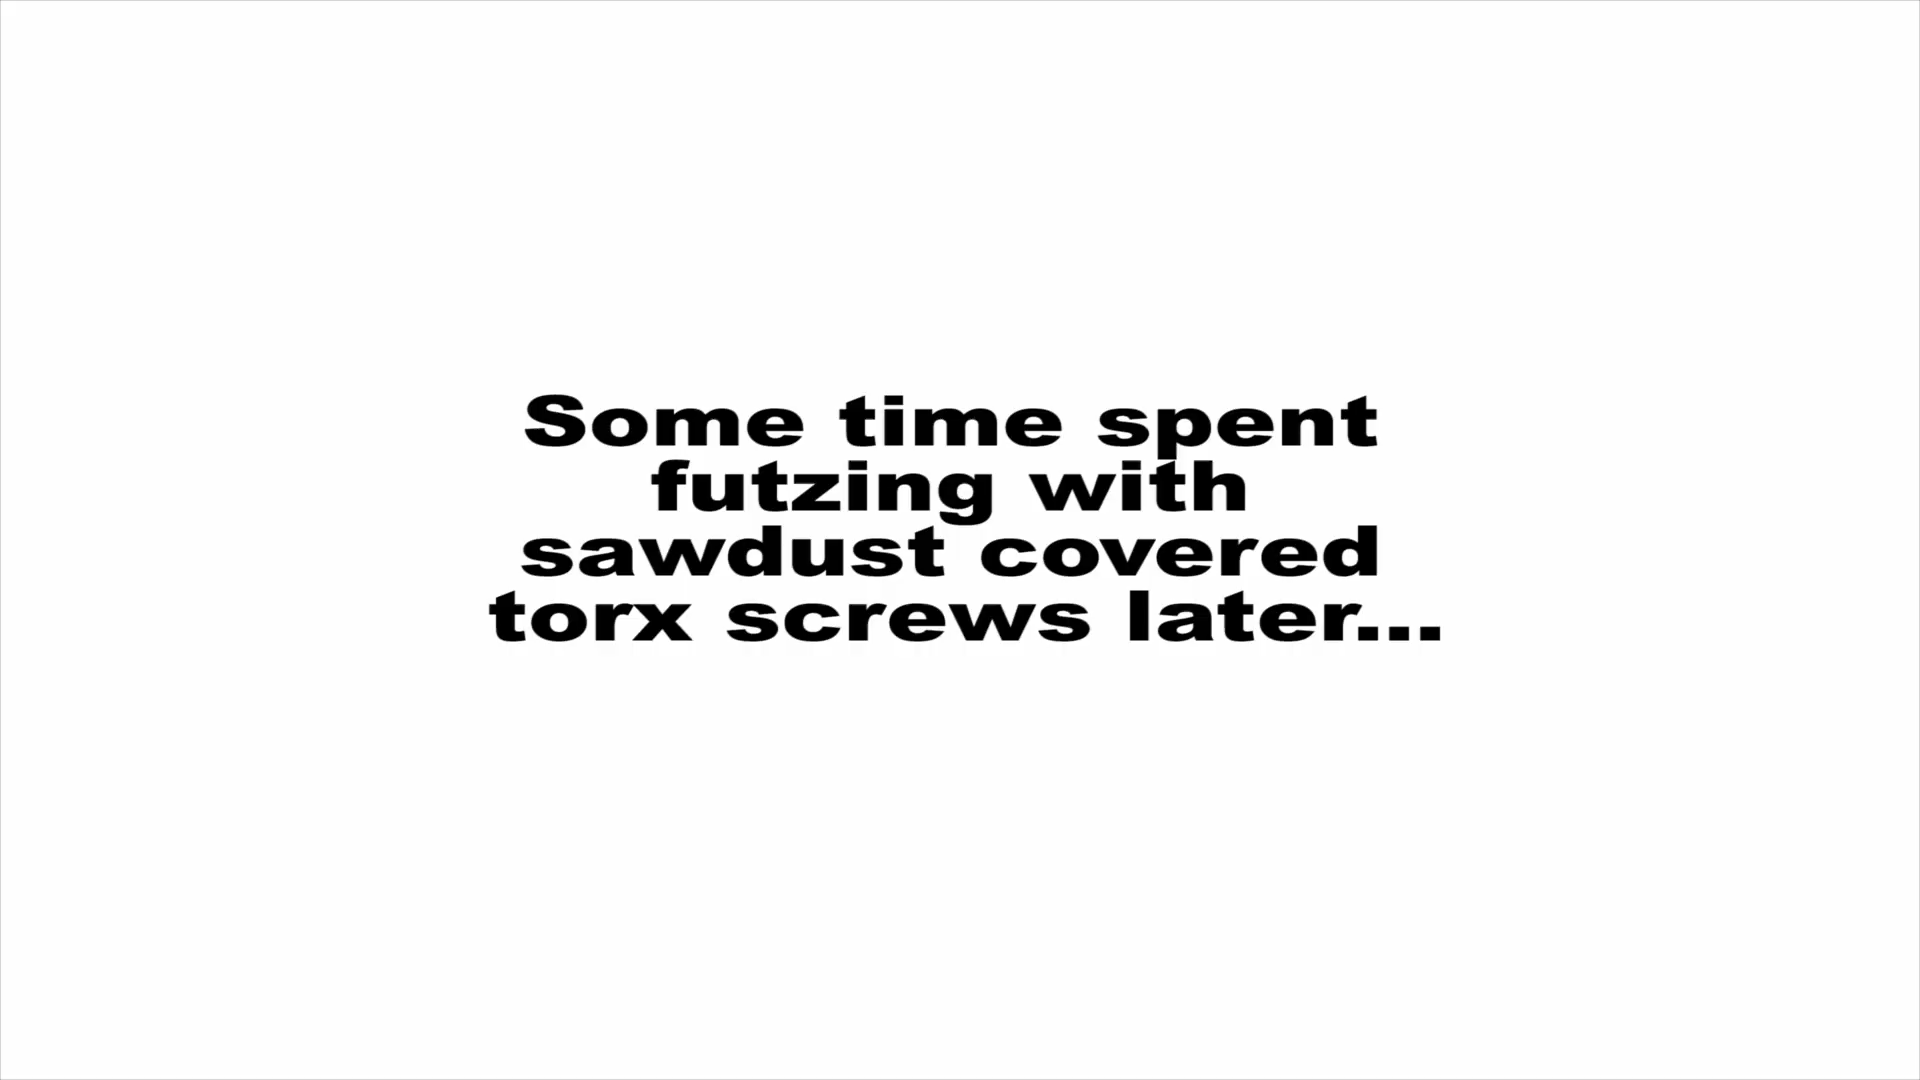 Some time spent
futzing with
sawdust covered
torx screws later...